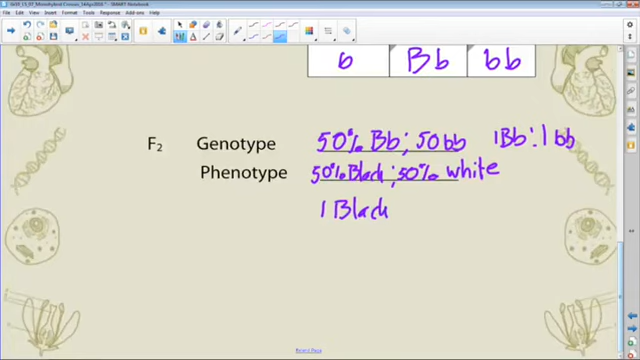 File Edit View Insert Format Tools Add-ons Response Help
b Bb bb
F2 Genotype 50% Bb; 50 bb 1Bb:1 bb
Phenotype 50% Black; 50% white
1 Black